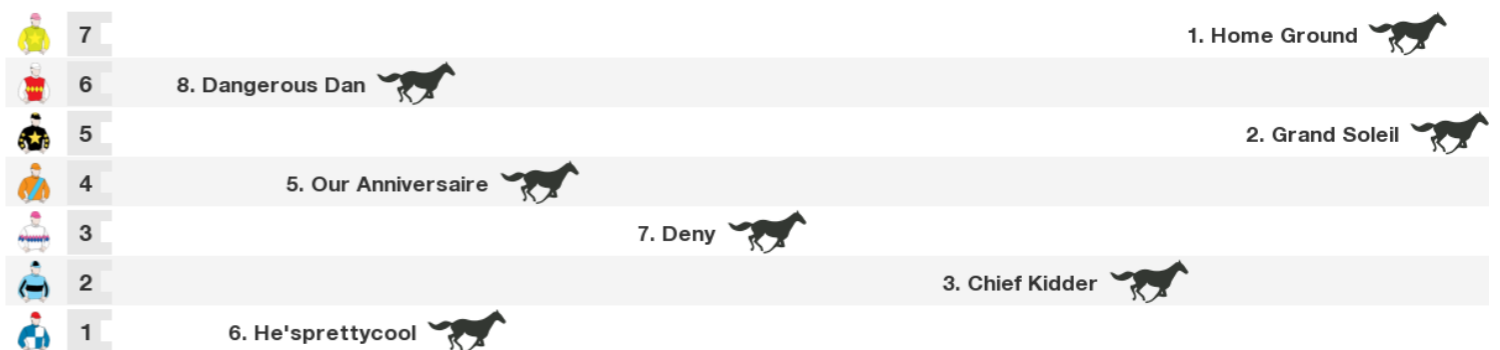 7 1. Home Ground
6 8. Dangerous Dan
5 2. Grand Soleil
4 5. Our Anniversaire
3 7. Deny
2 3. Chief Kidder
1 6. He'sprettycool